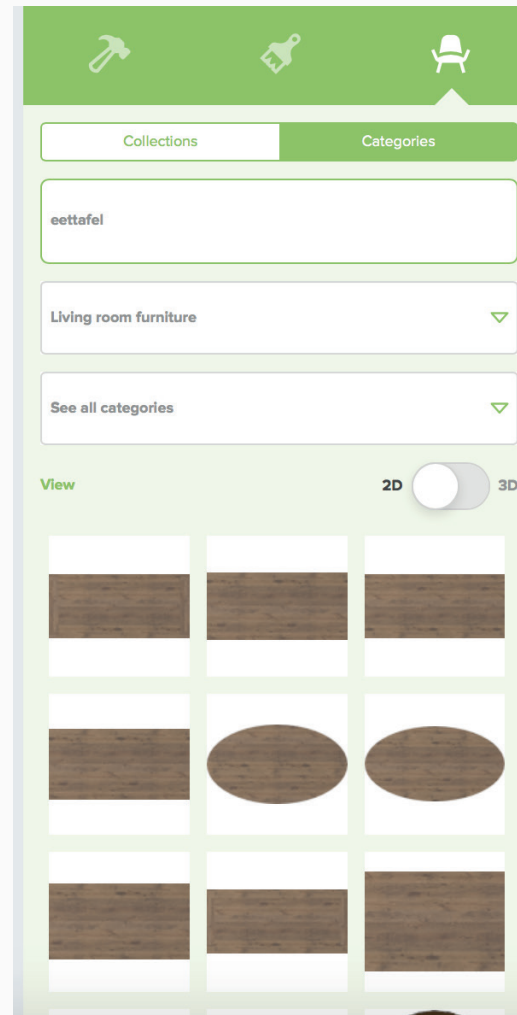 Collections
Categories
eettafel
Living room furniture
See all categories
View
2D
3D